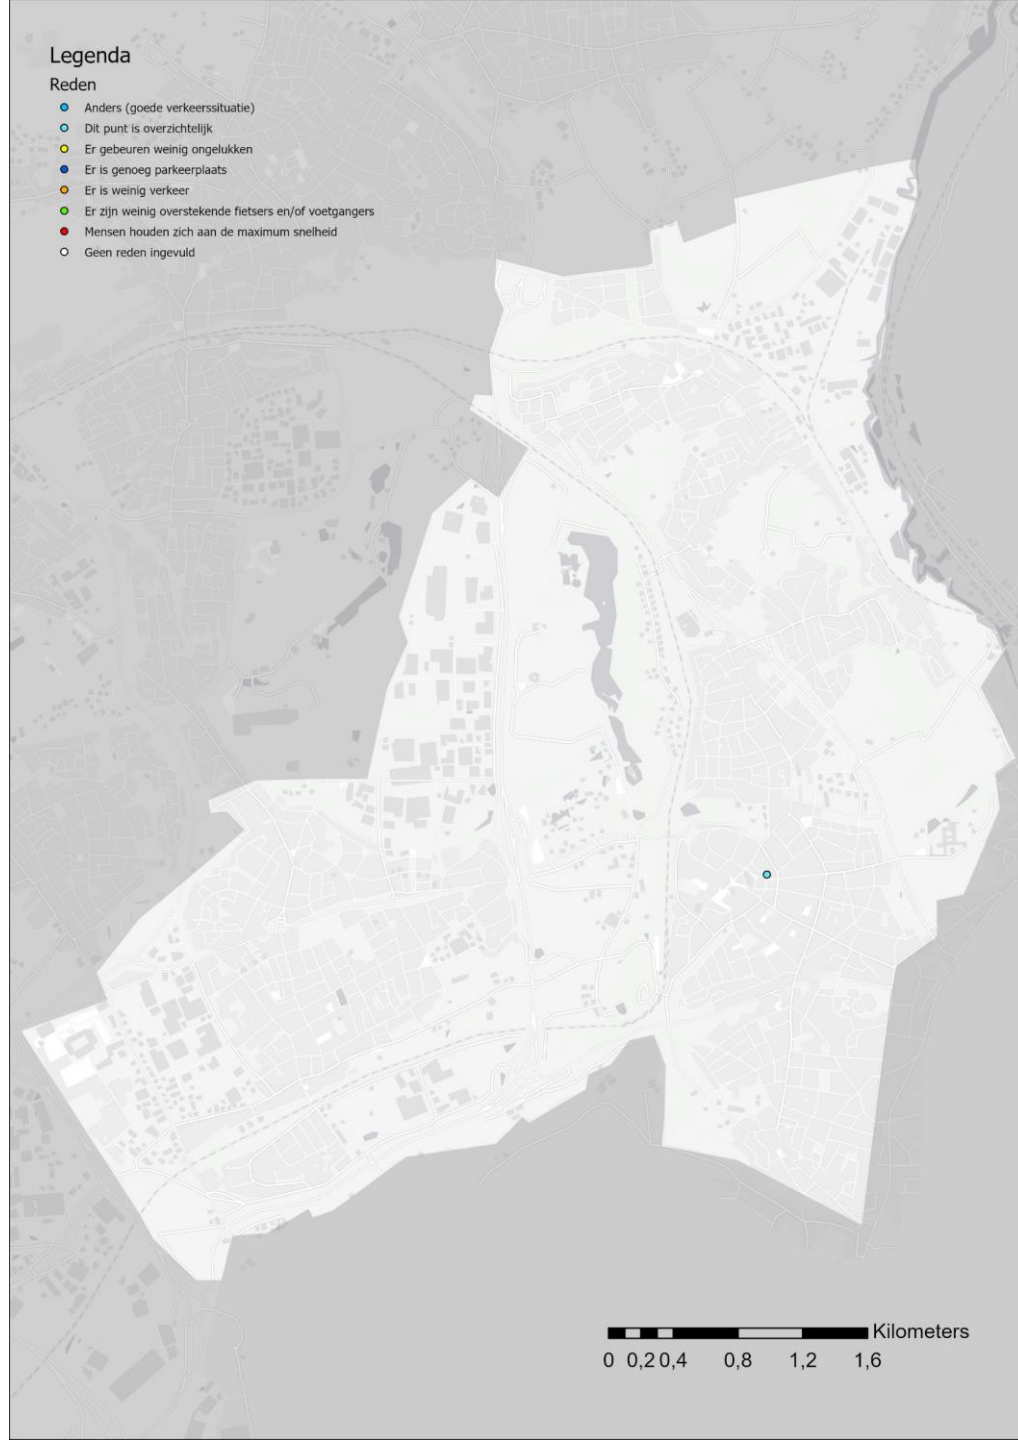 Legenda
Reden
Anders (goede verkeerssituatie)
Dit punt is overzichtelijk
Er gebeuren weinig ongelukken
Er is genoeg parkeerplaats
Er is weinig verkeer
Er zijn weinig overstekende fietsers en/of voetgangers
Mensen houden zich aan de maximum snelheid
Geen reden ingevuld
Kilometers
0 0,2 0,4 0,8 1,2 1,6